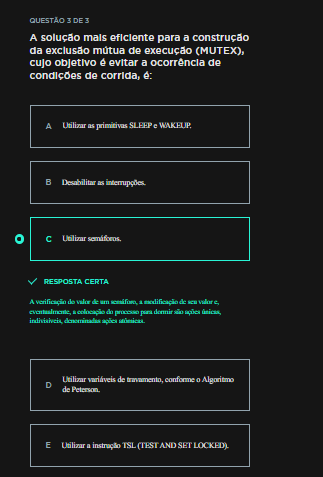 QUESTÃO 3 DE 3
A solução mais eficiente para a construção
da exclusão mútua de execução (MUTEX),
cujo objetivo é evitar a ocorrência de
condições de corrida, é:
A Utilizar as primitivas SLEEP e WAKEUP.
B Desabilitar as interrupções.
C Utilizar semáforos.
RESPOSTA CERTA
A verificação do valor de um semáforo, a modificação de seu valor e,
eventualmente, a colocação do processo para dormir são ações únicas,
indivisíveis, denominadas ações atômicas.
D Utilizar variáveis de travamento, conforme o Algoritmo
de Peterson.
E Utilizar a instrução TSL (TEST AND SET LOCKED).